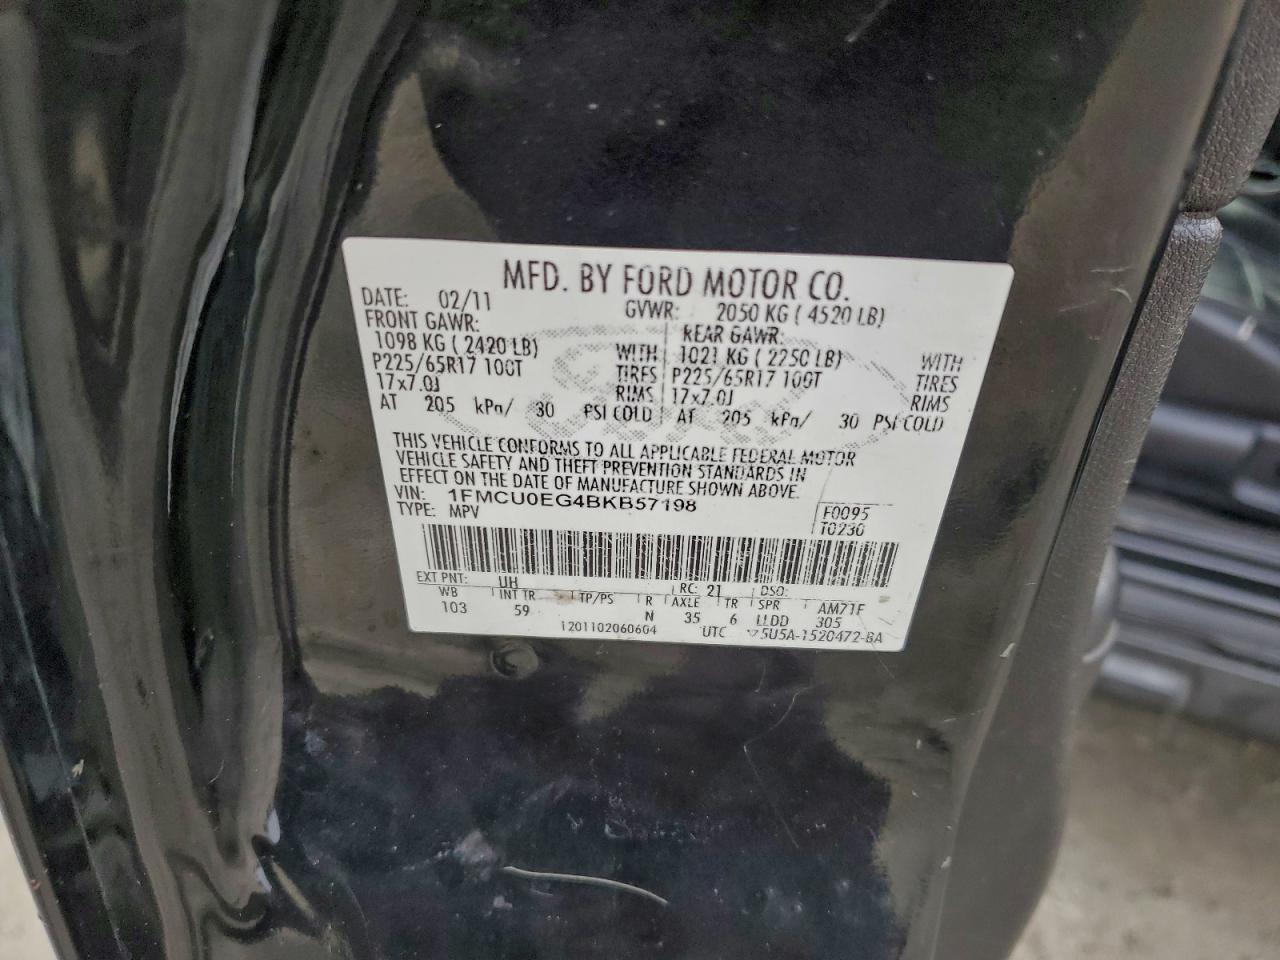 MFD. BY FORD MOTOR CO.
DATE: 02/11 GVWR: 2050 KG ( 4520 LB)
FRONT GAWR: REAR GAWR:
1098 KG ( 2420 LB) WITH 1021 KG ( 2250 LB) WITH
P225/65R17 100T TIRES P225/65R17 100T TIRES
17x7.0J RIMS 17x7.0J RIMS
AT 205 kPa/ 30 PSI COLD AT 205 kPa/ 30 PSI COLD
THIS VEHICLE CONFORMS TO ALL APPLICABLE FEDERAL MOTOR
VEHICLE SAFETY AND THEFT PREVENTION STANDARDS IN
EFFECT ON THE DATE OF MANUFACTURE SHOWN ABOVE.
VIN: 1FMCU0EG4BKB57198 F0095
TYPE: MPV T0230
EXT PNT: UH RC: 21 DSO:
WB INT TR TP/PS R AXLE TR SPR AM71F
103 59 N 35 6 LLDD 305
1201102060604 UTC 5U5A-1520472-BA